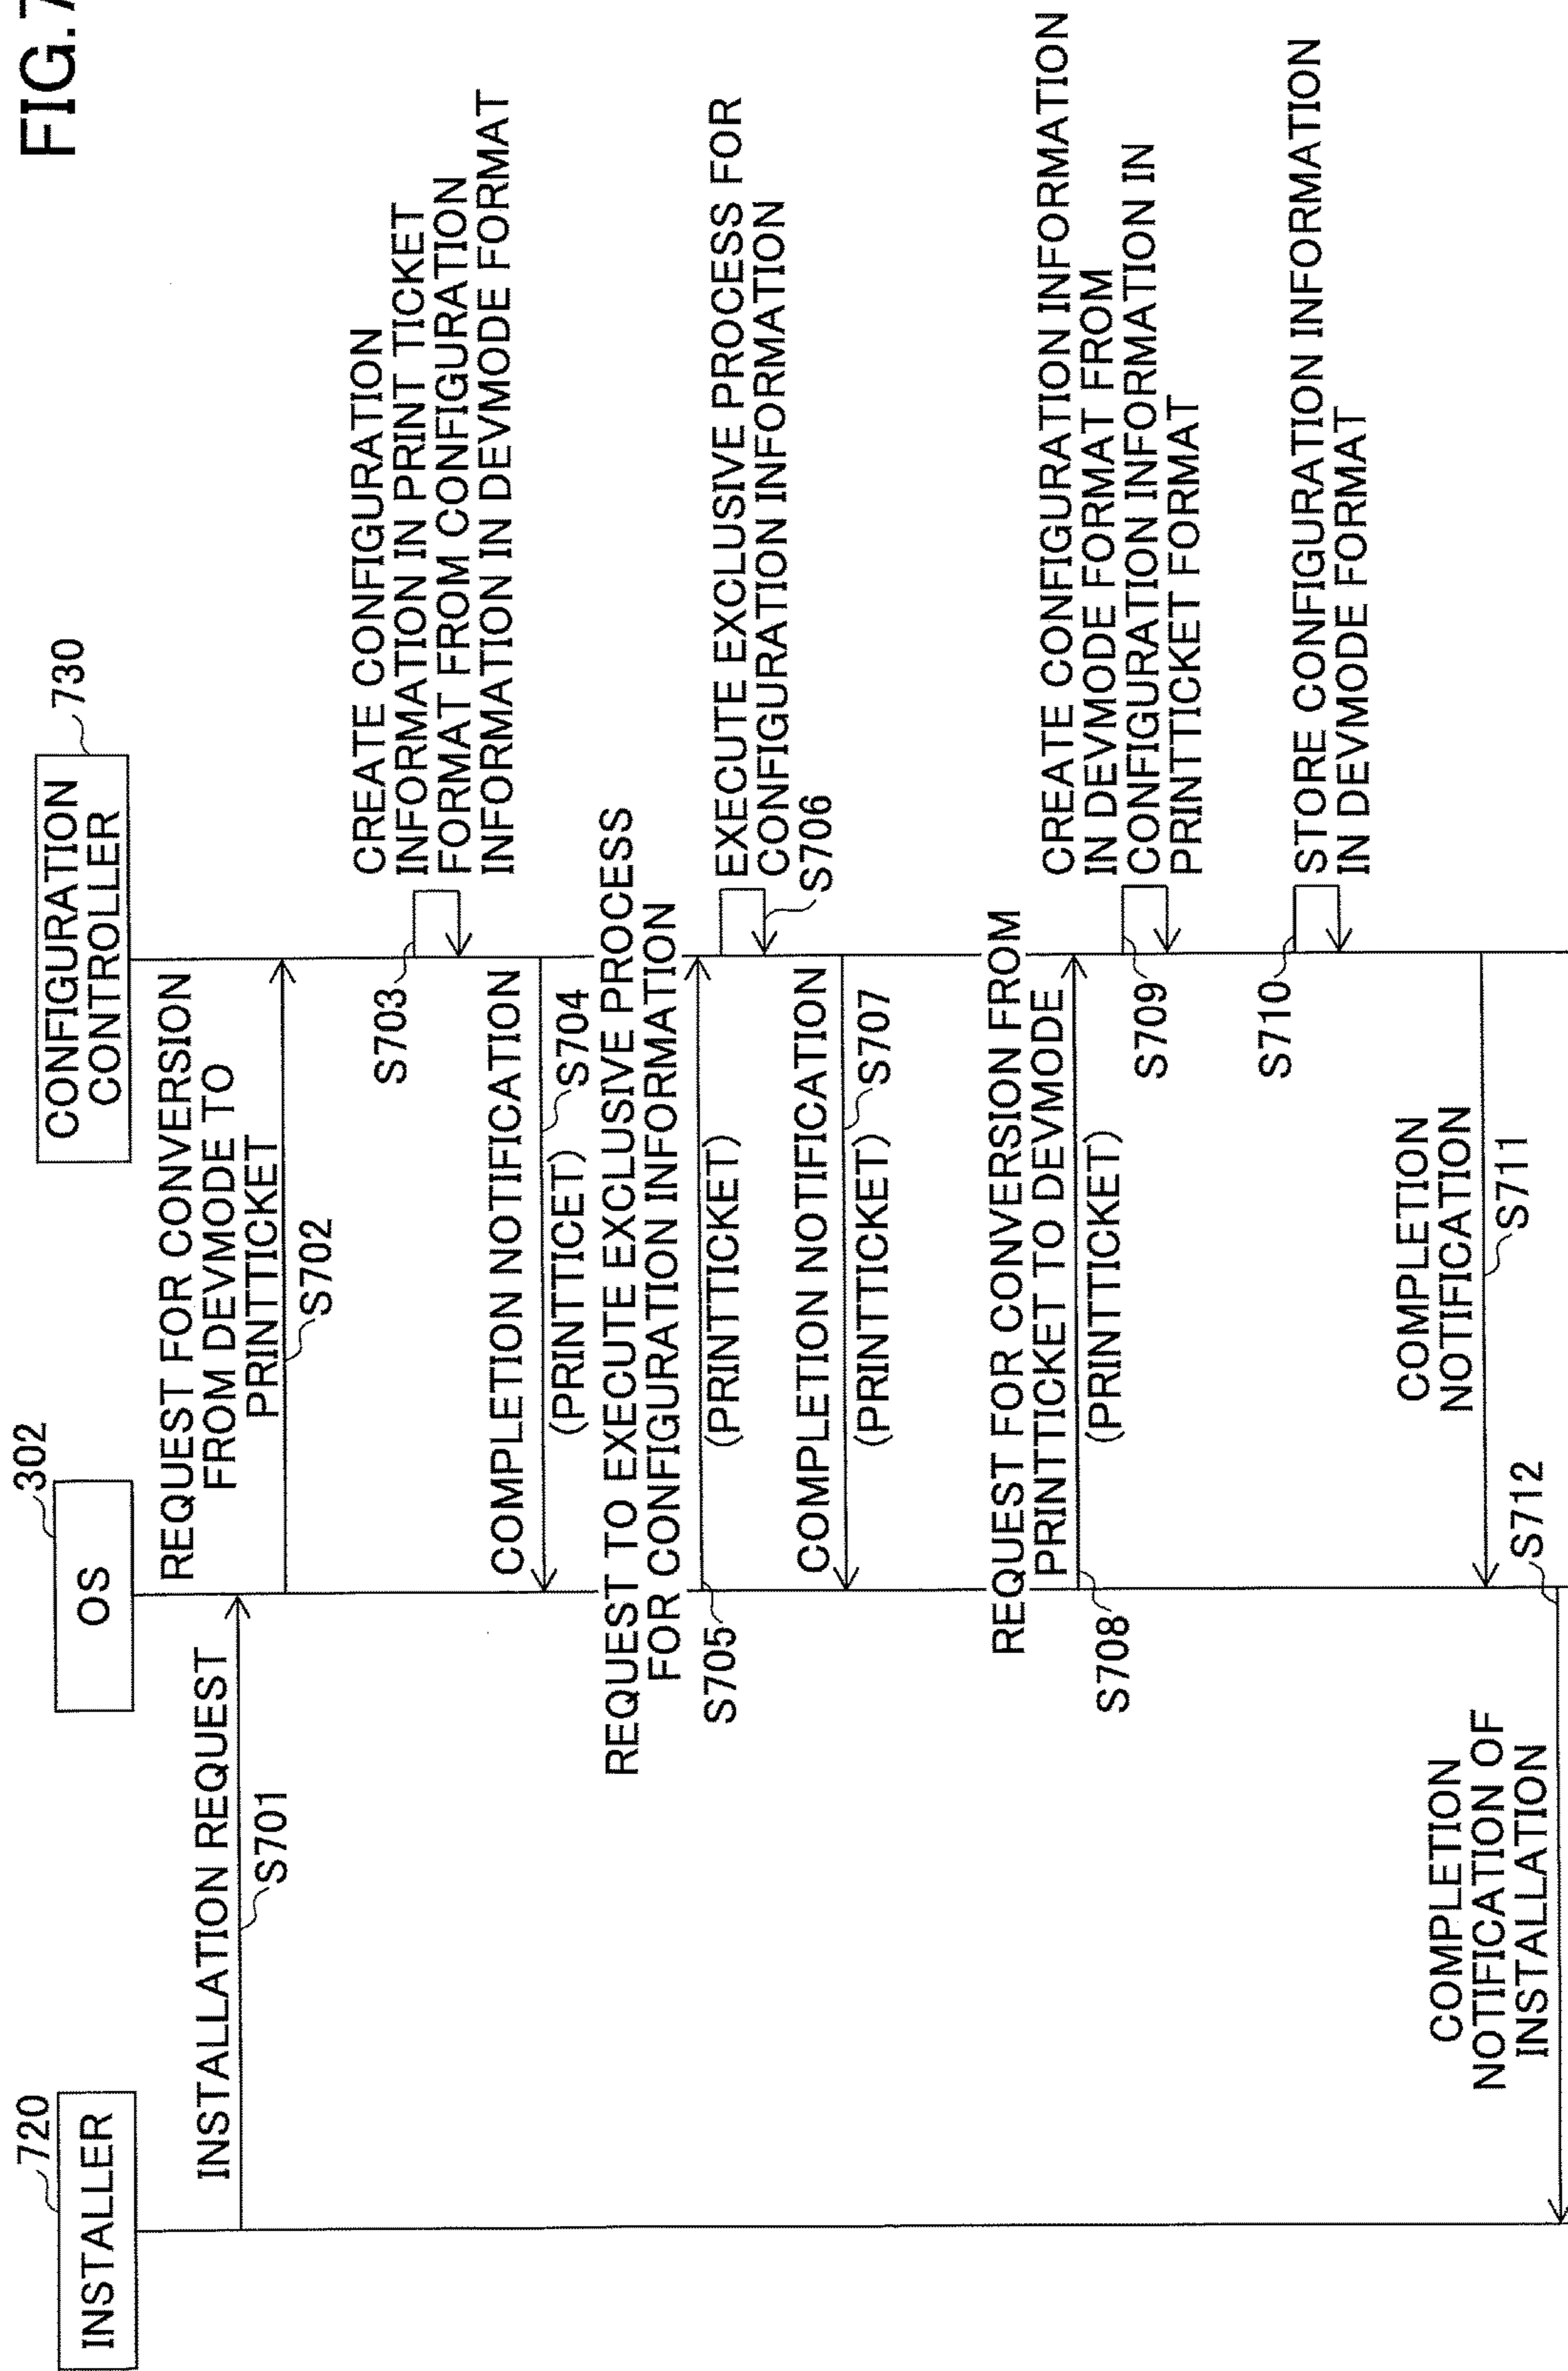 FIG.7
INSTALLER
720
OS
302
CONFIGURATION
CONTROLLER
730
INSTALLATION REQUEST
S701
REQUEST FOR CONVERSION
FROM DEVMODE TO
PRINTTICKET
S702
CREATE CONFIGURATION
INFORMATION IN PRINT TICKET
FORMAT FROM CONFIGURATION
INFORMATION IN DEVMODE FORMAT
S703
COMPLETION NOTIFICATION
S704
(PRINTTICET)
REQUEST TO EXECUTE EXCLUSIVE PROCESS
FOR CONFIGURATION INFORMATION
S705
(PRINTTICKET)
EXECUTE EXCLUSIVE PROCESS FOR
CONFIGURATION INFORMATION
S706
COMPLETION NOTIFICATION
S707
(PRINTTICKET)
REQUEST FOR CONVERSION FROM
PRINTTICKET TO DEVMODE
S708
(PRINTTICKET)
CREATE CONFIGURATION INFORMATION
IN DEVMODE FORMAT FROM
CONFIGURATION INFORMATION IN
PRINTTICKET FORMAT
S709
STORE CONFIGURATION INFORMATION
IN DEVMODE FORMAT
S710
COMPLETION
NOTIFICATION
S711
COMPLETION
NOTIFICATION OF
INSTALLATION
S712